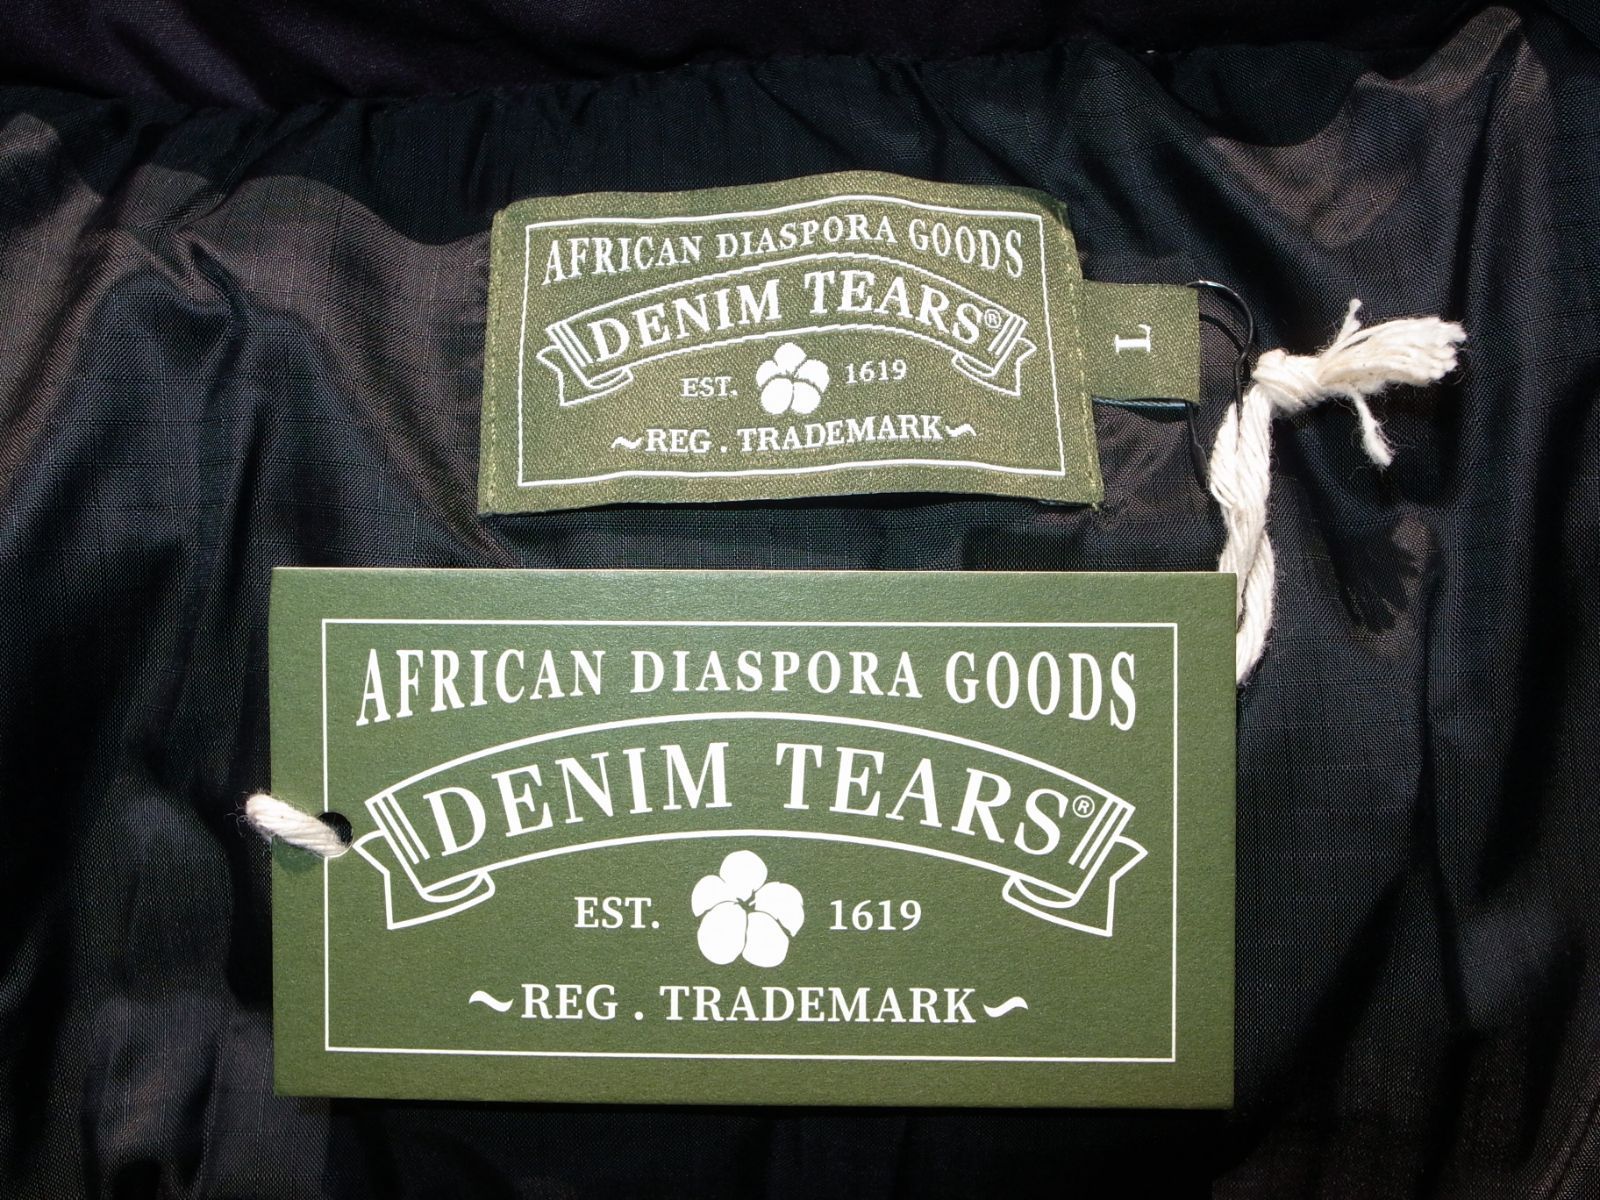 AFRICAN DIASPORA GOODS
DENIM TEARS®
EST. 1619
~REG . TRADEMARK~
L
AFRICAN DIASPORA GOODS
DENIM TEARS®
EST. 1619
~REG . TRADEMARK~